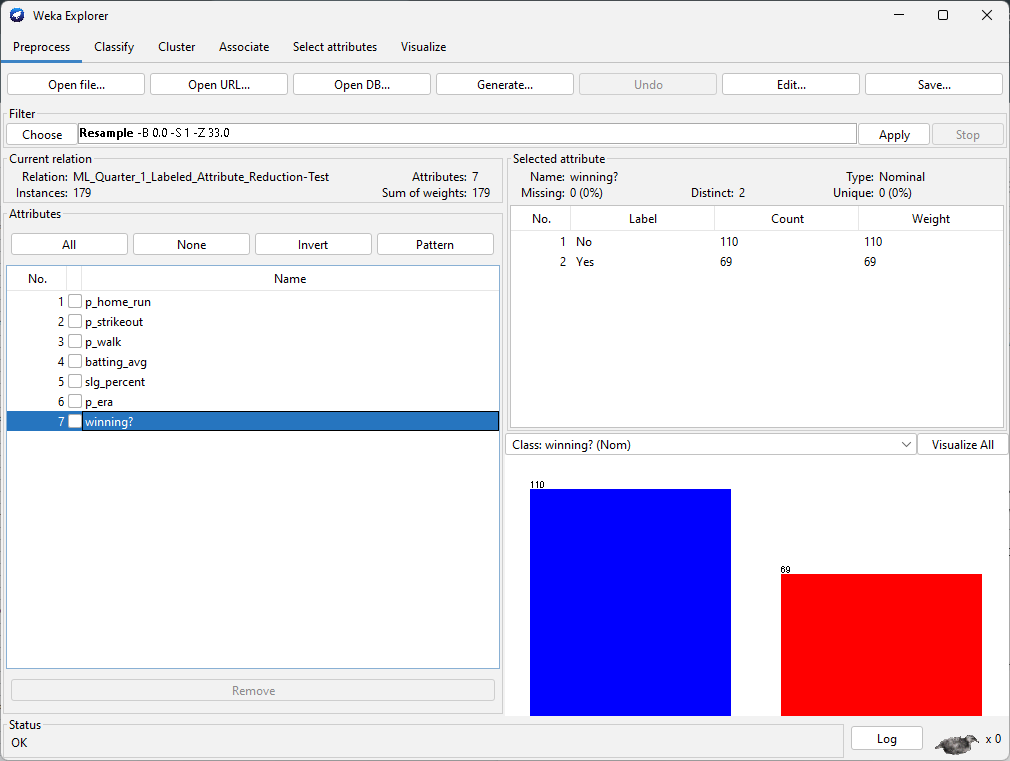 Weka Explorer
Preprocess Classify Cluster Associate Select attributes Visualize
Open file... Open URL... Open DB... Generate... Undo Edit... Save...
Filter
Choose Resample -B 0.0 -S 1 -Z 33.0 Apply Stop
Current relation
Relation: ML_Quarter_1_Labeled_Attribute_Reduction-Test Attributes: 7
Instances: 179 Sum of weights: 179
Attributes
All None Invert Pattern
No. Name
1 p_home_run
2 p_strikeout
3 p_walk
4 batting_avg
5 slg_percent
6 p_era
7 winning?
Remove
Selected attribute
Name: winning? Type: Nominal
Missing: 0 (0%) Distinct: 2 Unique: 0 (0%)
No. Label Count Weight
1 No 110 110
2 Yes 69 69
Class: winning? (Nom) Visualize All
110
69
Status
OK
Log x 0